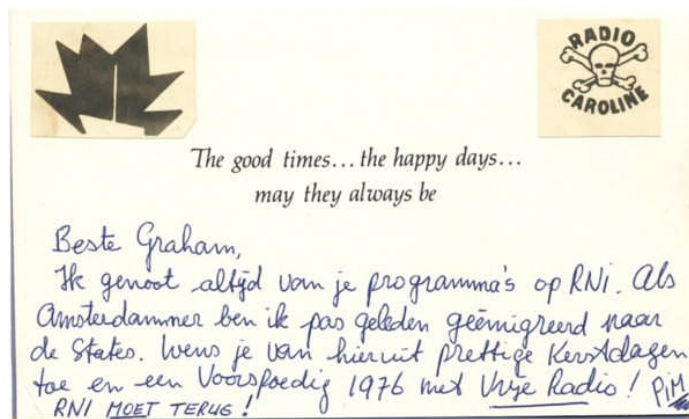 RADIO
CAROLINE
The good times... the happy days...
may they always be
Beste Graham,
Ik genoot altijd van je programma's op RNI. Als
Amsterdammer ben ik pas geleden geëmigreerd naar
de States. Wens je van hieruit prettige Kerstdagen
toe en een Voorspoedig 1976 met Vrije Radio! PiM
RNI MOET TERUG!